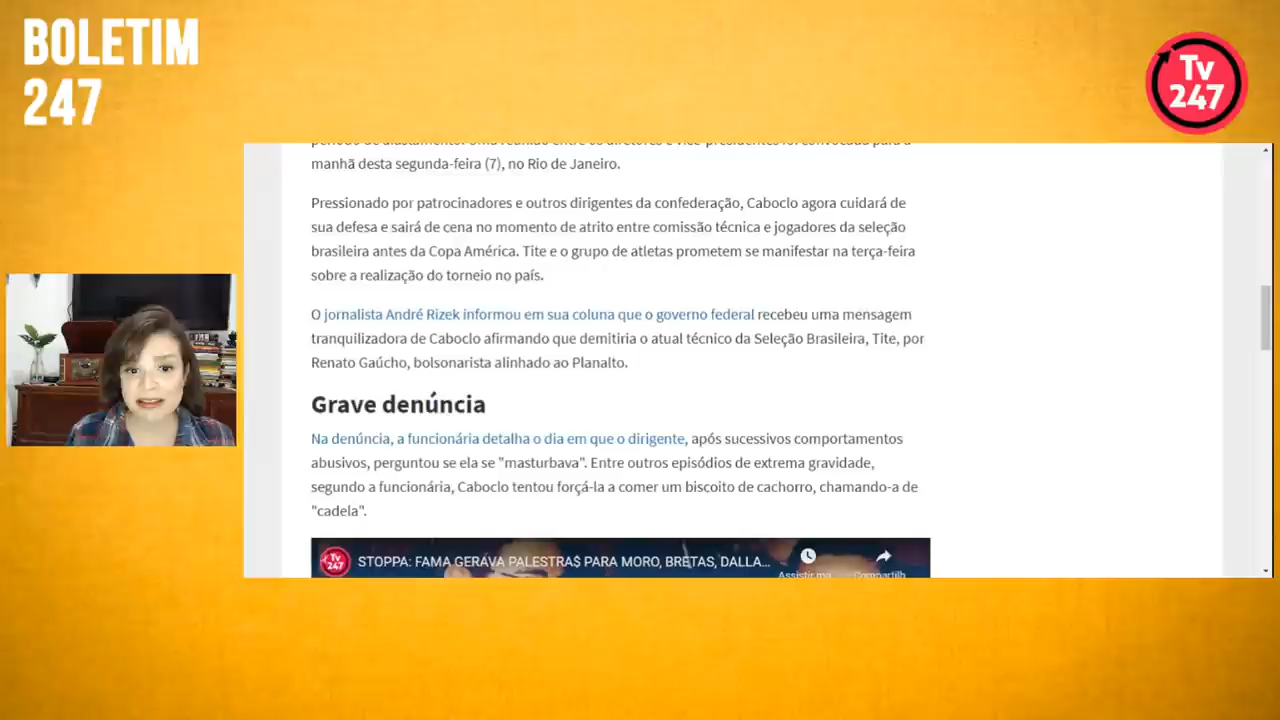 BOLETIM
247
Tv
247
manhã desta segunda-feira (7), no Rio de Janeiro.
Pressionado por patrocinadores e outros dirigentes da confederação, Caboclo agora cuidará de
sua defesa e sairá de cena no momento de atrito entre comissão técnica e jogadores da seleção
brasileira antes da Copa América. Tite e o grupo de atletas prometem se manifestar na terça-feira
sobre a realização do torneio no país.
O jornalista André Rizek informou em sua coluna que o governo federal recebeu uma mensagem
tranquilizadora de Caboclo afirmando que demitiria o atual técnico da Seleção Brasileira, Tite, por
Renato Gaúcho, bolsonarista alinhado ao Planalto.
Grave denúncia
Na denúncia, a funcionária detalha o dia em que o dirigente, após sucessivos comportamentos
abusivos, perguntou se ela se "masturbava". Entre outros episódios de extrema gravidade,
segundo a funcionária, Caboclo tentou forçá-la a comer um biscoito de cachorro, chamando-a de
"cadela".
Tv
247
STOPPA: FAMA GERAVA PALESTRA$ PARA MORO, BRETAS, DALLA...